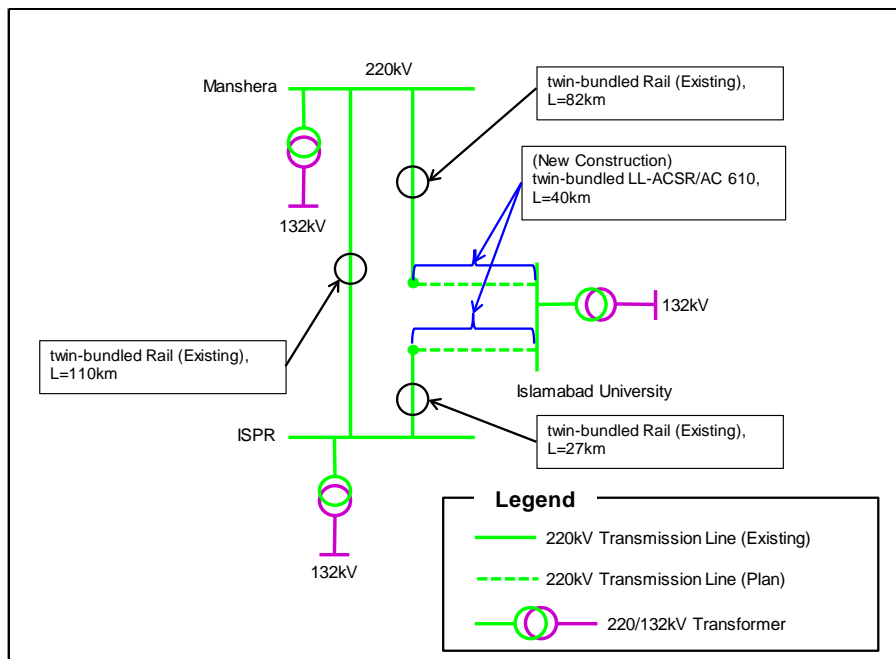 220kV
Manshera
twin-bundled Rail (Existing),
L=82km
(New Construction)
twin-bundled LL-ACSR/AC 610,
L=40km
132kV
132kV
twin-bundled Rail (Existing),
L=110km
Islamabad University
ISPR
twin-bundled Rail (Existing),
L=27km
132kV
Legend
220kV Transmission Line (Existing)
220kV Transmission Line (Plan)
220/132kV Transformer